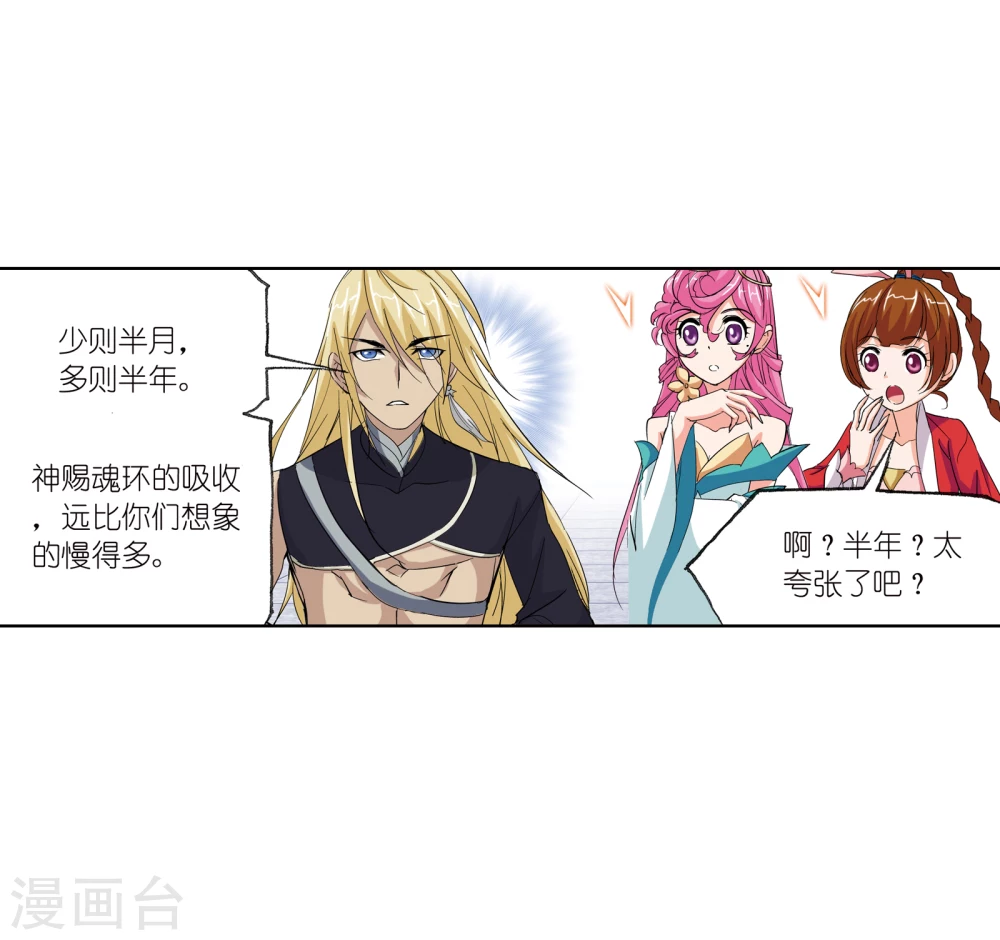 少则半月，
多则半年。
神赐魂环的吸收
，远比你们想象
的慢得多。
啊？半年？太
夸张了吧？
漫画台